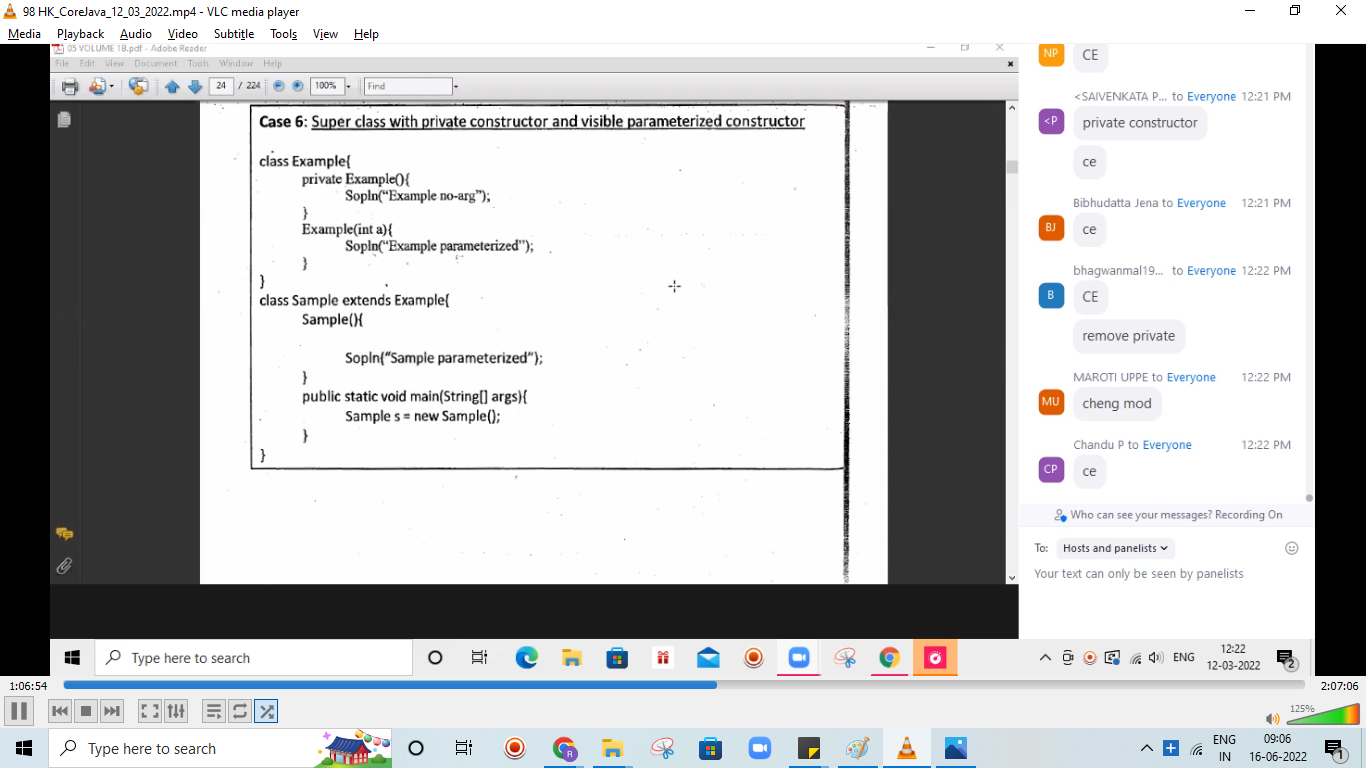 98 HK_CoreJava_12_03_2022.mp4 - VLC media player
Media Playback Audio Video Subtitle Tools View Help
05 VOLUME 1B.pdf - Adobe Reader
File Edit View Document Tools Window Help
24 / 224 100% Find
Case 6: Super class with private constructor and visible parameterized constructor
class Example{
private Example(){
Sopln(“Example no-arg”);
}
Example(int a){
Sopln(“Example parameterized”);
}
}
class Sample extends Example{
Sample(){
Sopln(“Sample parameterized”);
}
public static void main(String[] args){
Sample s = new Sample();
}
}
NP CE
<SAIVENKATA P... to Everyone 12:21 PM
<P private constructor
ce
Bibhudatta Jena to Everyone 12:21 PM
BJ ce
bhagwanmal19... to Everyone 12:22 PM
B CE
remove private
MAROTI UPPE to Everyone 12:22 PM
MU cheng mod
Chandu P to Everyone 12:22 PM
CP ce
Who can see your messages? Recording On
To: Hosts and panelists
Your text can only be seen by panelists
Type here to search
ENG
12:22
12-03-2022
2
1:06:54
2:07:06
125%
Type here to search
R
ENG
IN
09:06
16-06-2022
1